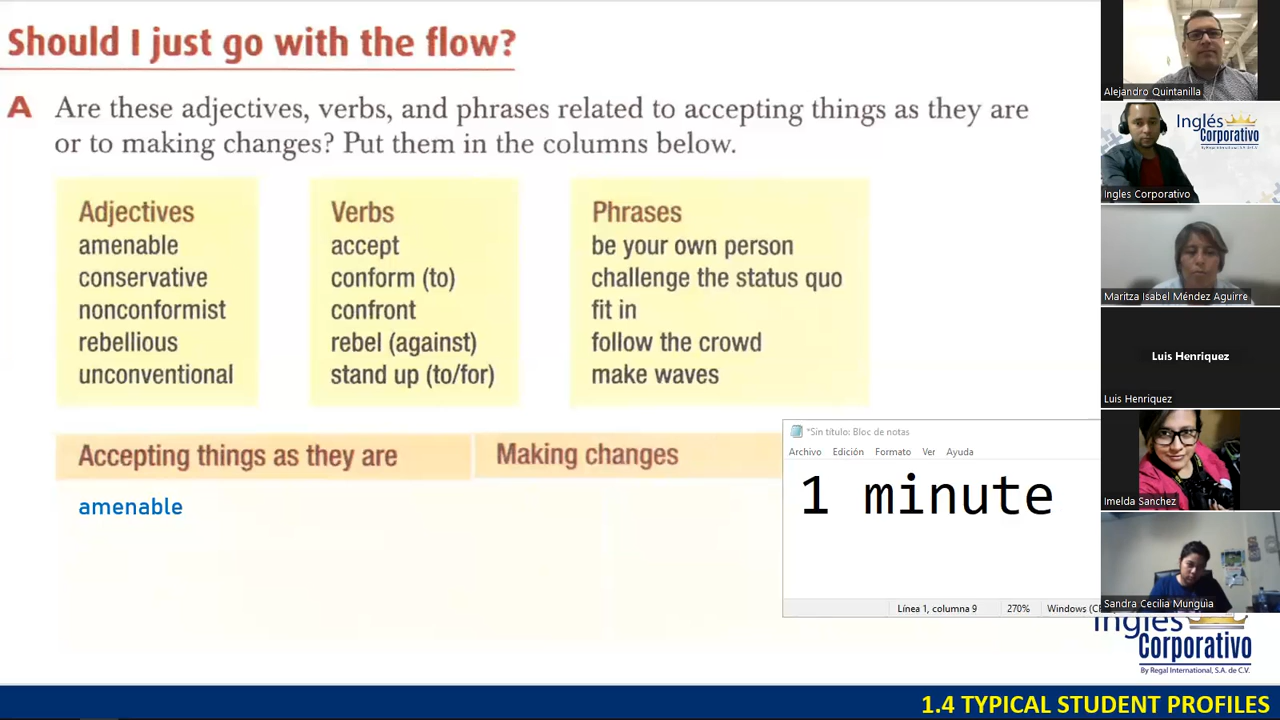 Should I just go with the flow?
A Are these adjectives, verbs, and phrases related to accepting things as they are
or to making changes? Put them in the columns below.
Adjectives
amenable
conservative
nonconformist
rebellious
unconventional
Verbs
accept
conform (to)
confront
rebel (against)
stand up (to/for)
Phrases
be your own person
challenge the status quo
fit in
follow the crowd
make waves
Accepting things as they are
Making changes
amenable
*Sin título: Bloc de notas
Archivo Edición Formato Ver Ayuda
1 minute
Línea 1, columna 9 270% Windows
Alejandro Quintanilla
Inglés
Corporativo
By Regal International, S.A. de C.V.
Ingles Corporativo
Maritza Isabel Méndez Aguirre
Luis Henriquez
Luis Henriquez
Imelda Sanchez
Sandra Cecilia Munguia
Inglés
Corporativo
By Regal International, S.A. de C.V.
1.4 TYPICAL STUDENT PROFILES